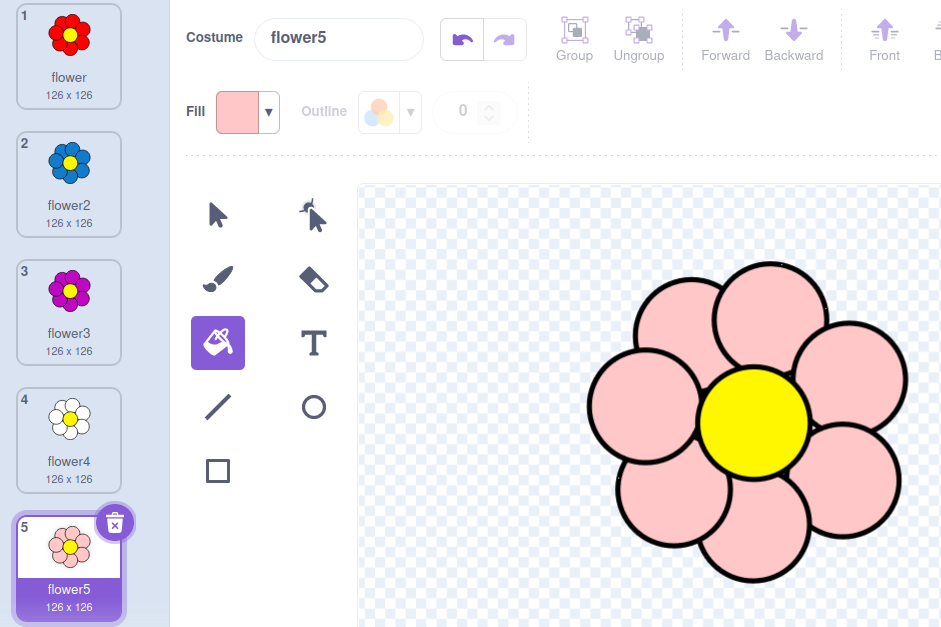 1
flower
126 x 126
2
flower2
126 x 126
3
flower3
126 x 126
4
flower4
126 x 126
5
flower5
126 x 126
Costume
flower5
Group
Ungroup
Forward
Backward
Front
B
Fill
Outline
0
T